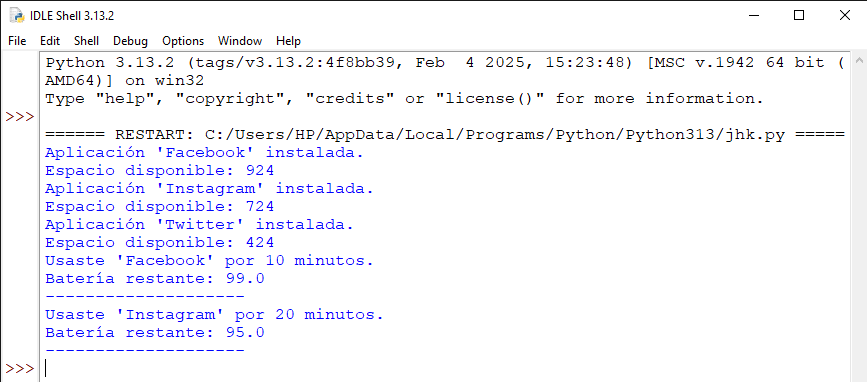 IDLE Shell 3.13.2
File Edit Shell Debug Options Window Help
Python 3.13.2 (tags/v3.13.2:4f8bb39, Feb  4 2025, 15:23:48) [MSC v.1942 64 bit (
AMD64)] on win32
Type "help", "copyright", "credits" or "license()" for more information.
>>>
====== RESTART: C:/Users/HP/AppData/Local/Programs/Python/Python313/jhk.py =====
Aplicación 'Facebook' instalada.
Espacio disponible: 924
Aplicación 'Instagram' instalada.
Espacio disponible: 724
Aplicación 'Twitter' instalada.
Espacio disponible: 424
Usaste 'Facebook' por 10 minutos.
Batería restante: 99.0
--------------------
Usaste 'Instagram' por 20 minutos.
Batería restante: 95.0
--------------------
>>>